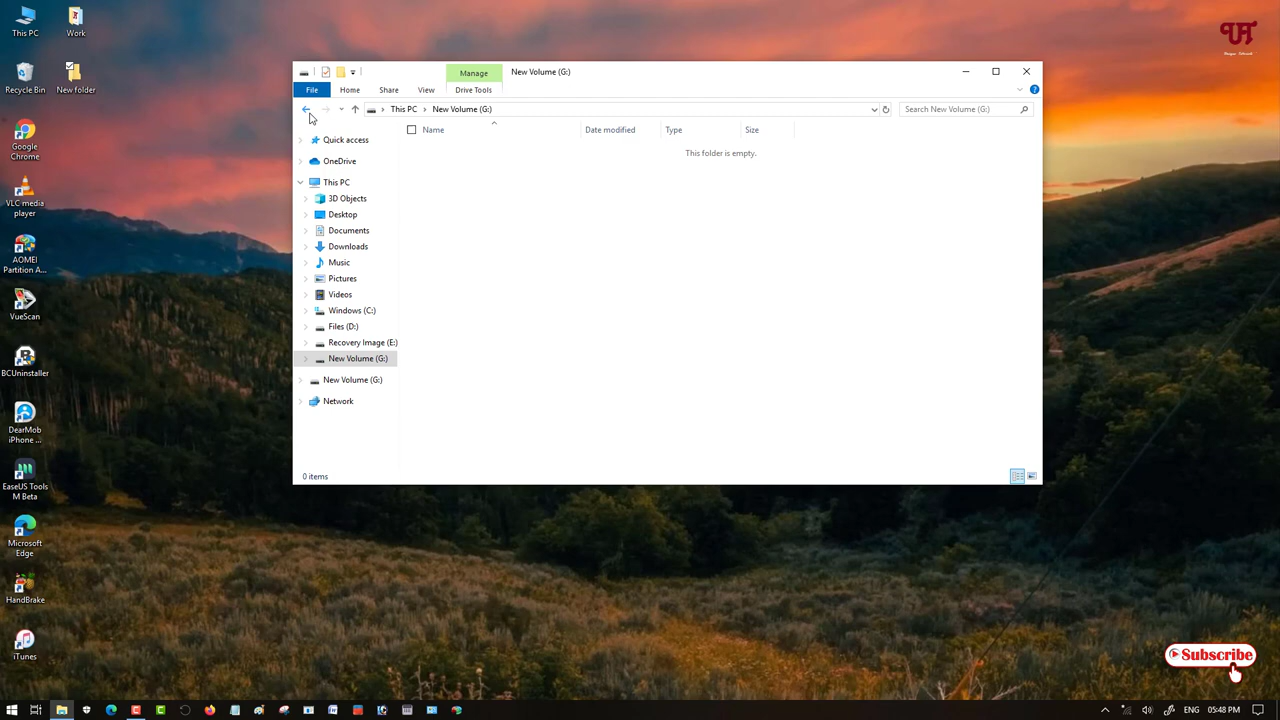 This PC
Work
Recycle Bin
New folder
Google
Chrome
VLC media
player
AOMEI
Partition A...
VueScan
BCUninstaller
DearMob
iPhone ...
EaseUS Tools
M Beta
Microsoft
Edge
HandBrake
iTunes
Manage
New Volume (G:)
File
Home
Share
View
Drive Tools
This PC
New Volume (G:)
Search New Volume (G:)
Name
Date modified
Type
Size
This folder is empty.
Quick access
OneDrive
This PC
3D Objects
Desktop
Documents
Downloads
Music
Pictures
Videos
Windows (C:)
Files (D:)
Recovery Image (E:)
New Volume (G:)
New Volume (G:)
Network
0 items
Subscribe
ENG
05:48 PM